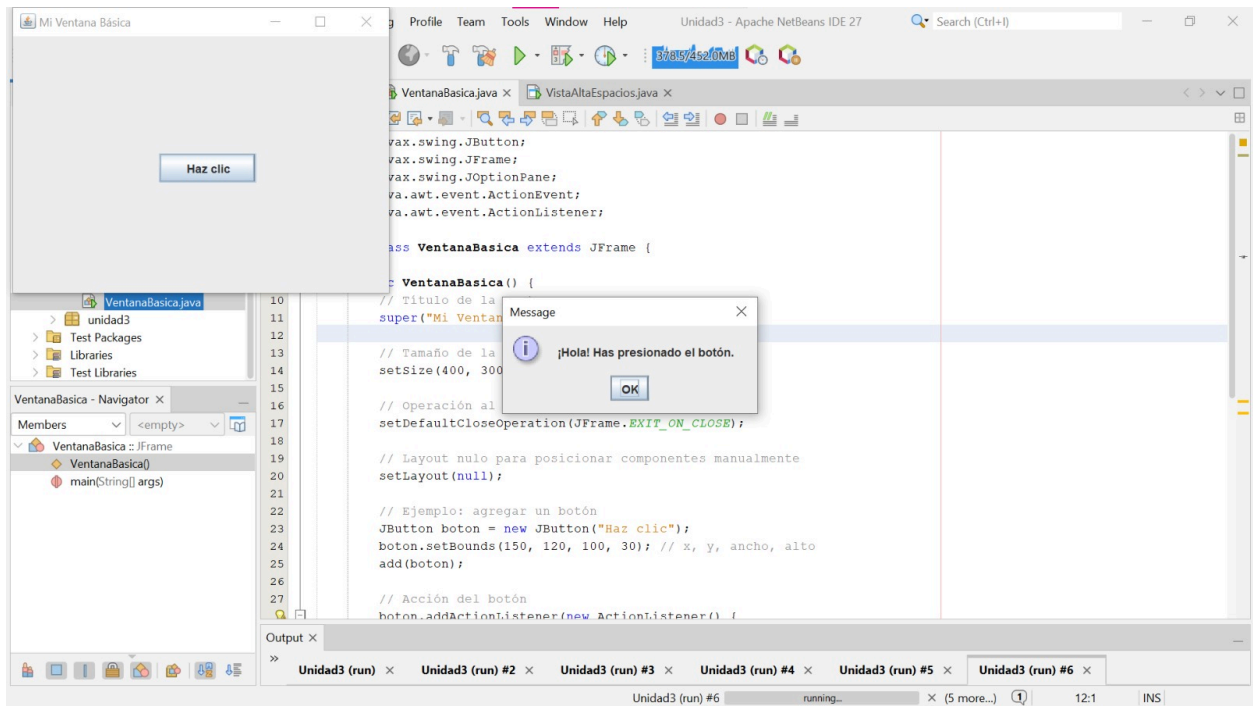 Mi Ventana Básica
Profile Team Tools Window Help
Unidad3 - Apache NetBeans IDE 27
Search (Ctrl+I)
378.5/452.0MB
VentanaBasica.java
VistaAltaEspacios.java
Haz clic
vax.swing.JButton;
vax.swing.JFrame;
vax.swing.JOptionPane;
va.awt.event.ActionEvent;
va.awt.event.ActionListener;
ass VentanaBasica extends JFrame {
c VentanaBasica() {
10 // Título de la
11 super("Mi Ventan
12
13 // Tamaño de la
14 setSize(400, 300
15
16 // Operación al
17 setDefaultCloseOperation(JFrame.EXIT_ON_CLOSE);
18
19 // Layout nulo para posicionar componentes manualmente
20 setLayout(null);
21
22 // Ejemplo: agregar un botón
23 JButton boton = new JButton("Haz clic");
24 boton.setBounds(150, 120, 100, 30); // x, y, ancho, alto
25 add(boton);
26
27 // Acción del botón
boton.addActionListener(new ActionListener() {
Message
¡Hola! Has presionado el botón.
OK
VentanaBasica.java
unidad3
Test Packages
Libraries
Test Libraries
VentanaBasica - Navigator
Members
<empty>
VentanaBasica :: JFrame
VentanaBasica()
main(String[] args)
Output
Unidad3 (run)
Unidad3 (run) #2
Unidad3 (run) #3
Unidad3 (run) #4
Unidad3 (run) #5
Unidad3 (run) #6
Unidad3 (run) #6
running...
(5 more...)
1
12:1
INS